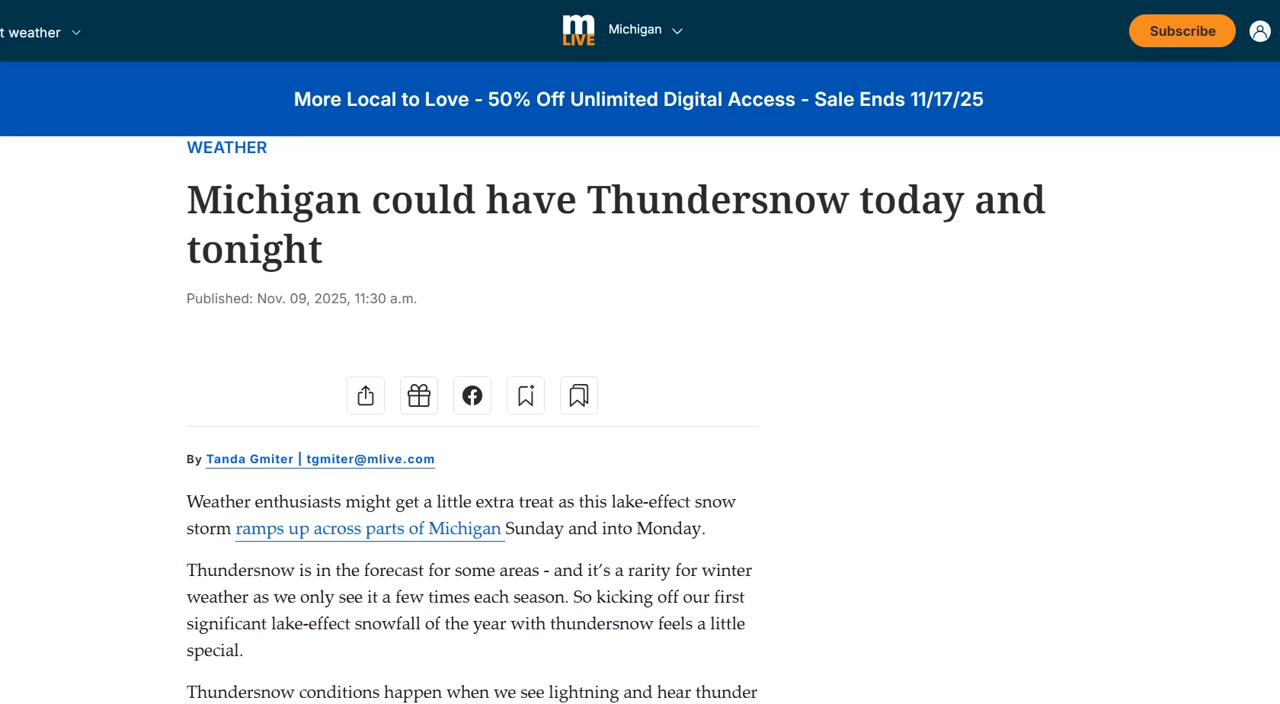 t weather
m
LIVE
Michigan
Subscribe
More Local to Love - 50% Off Unlimited Digital Access - Sale Ends 11/17/25
WEATHER
Michigan could have Thundersnow today and
tonight
Published: Nov. 09, 2025, 11:30 a.m.
By Tanda Gmiter | tgmiter@mlive.com
Weather enthusiasts might get a little extra treat as this lake-effect snow
storm ramps up across parts of Michigan Sunday and into Monday.
Thundersnow is in the forecast for some areas - and it’s a rarity for winter
weather as we only see it a few times each season. So kicking off our first
significant lake-effect snowfall of the year with thundersnow feels a little
special.
Thundersnow conditions happen when we see lightning and hear thunder